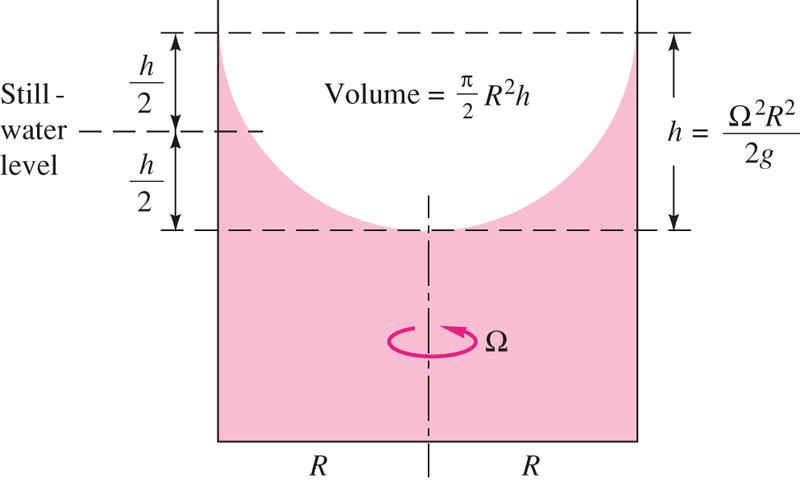 h/2
Still-
water
level
h/2
Volume = π/2 R²h
h = Ω²R²/2g
Ω
R
R